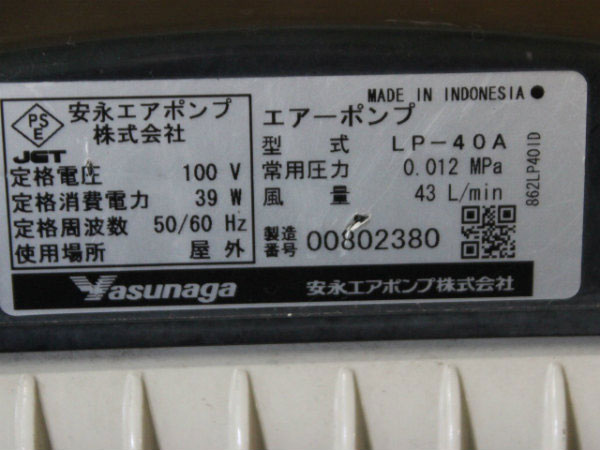 MADE IN INDONESIA
PSE
JET
安永エアポンプ
株式会社
定格電圧 100 V
定格消費電力 39 W
定格周波数 50/60 Hz
使用場所 屋外
エアーポンプ
型式 LP-40A
常用圧力 0.012 MPa
風量 43 L/min
製造番号 00802380
862LP40ID
Yasunaga 安永エアポンプ株式会社